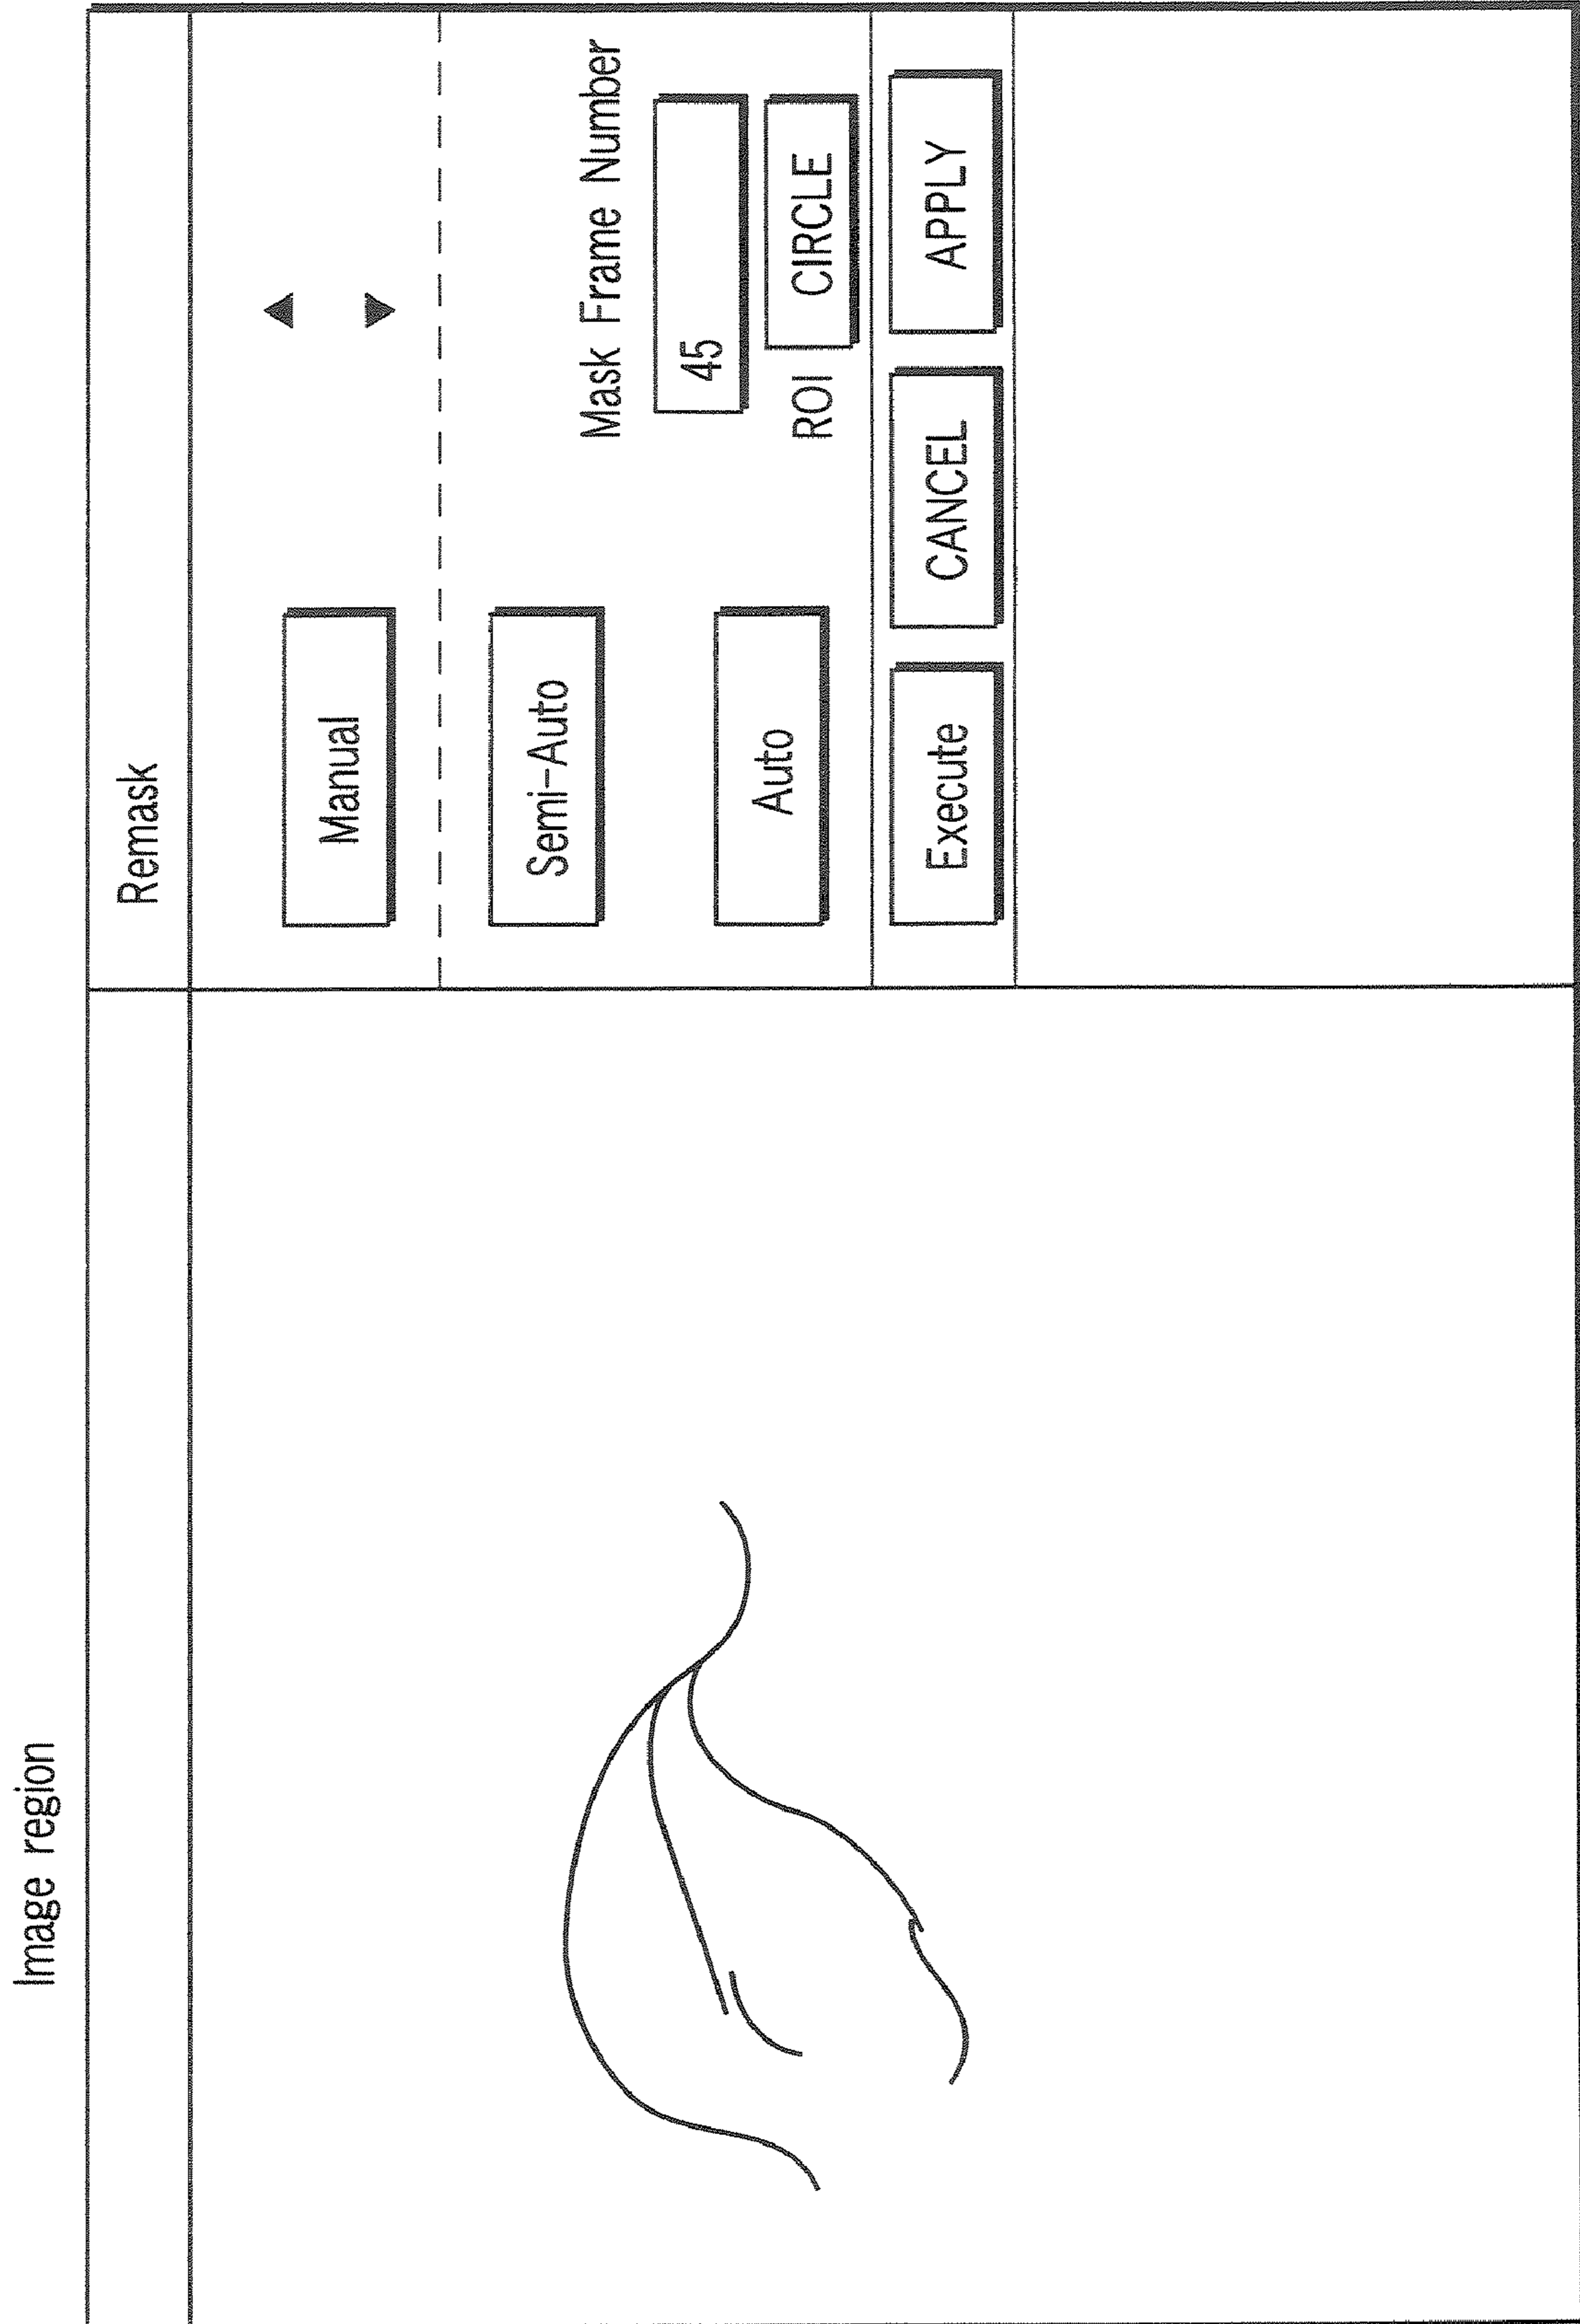 Image region
Remask
Manual
Semi-Auto
Mask Frame Number
45
Auto
ROI CIRCLE
Execute CANCEL APPLY